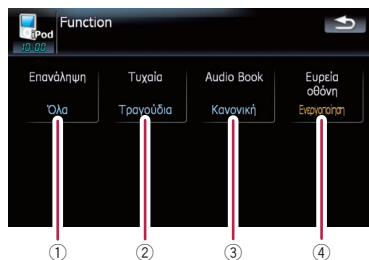 Function
iPod
10:00
Επανάληψη
Τυχαία
Audio Book
Ευρεία
οθόνη
Όλα
Τραγούδια
Κανονική
Ενεργοποίηση
① ② ③ ④